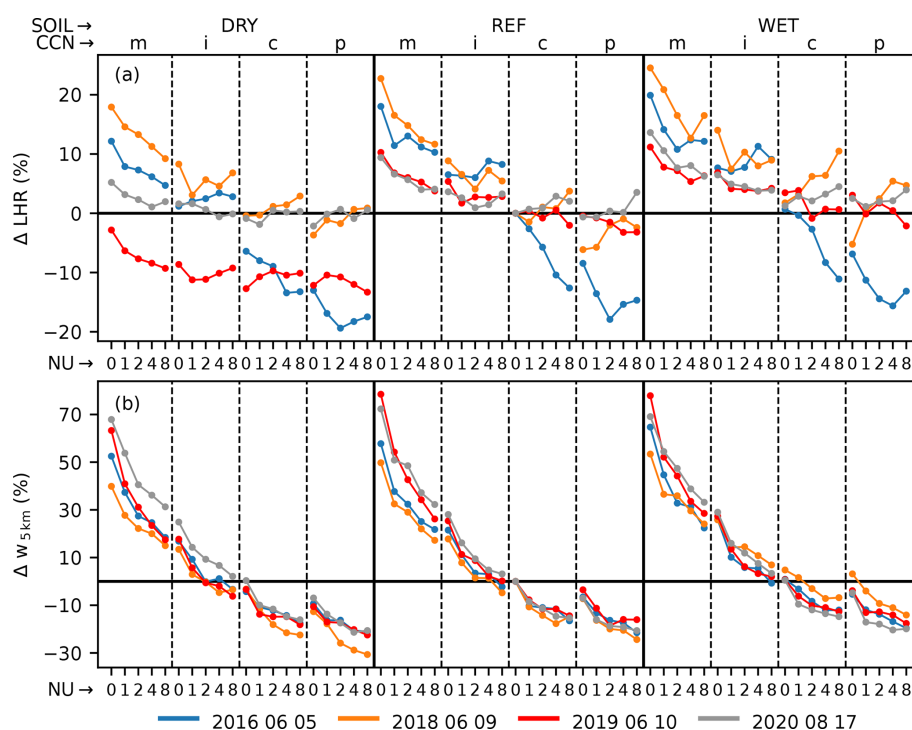 SOIL → DRY REF WET
CCN → m i c p m i c p m i c p
(a)
Δ LHR (%)
20
10
0
−10
−20
NU → 0 1 2 4 8 0 1 2 4 8 0 1 2 4 8 0 1 2 4 8 0 1 2 4 8 0 1 2 4 8 0 1 2 4 8 0 1 2 4 8 0 1 2 4 8 0 1 2 4 8 0 1 2 4 8 0 1 2 4 8
(b)
Δ w5 km (%)
70
50
30
10
−10
−30
NU → 0 1 2 4 8 0 1 2 4 8 0 1 2 4 8 0 1 2 4 8 0 1 2 4 8 0 1 2 4 8 0 1 2 4 8 0 1 2 4 8 0 1 2 4 8 0 1 2 4 8 0 1 2 4 8 0 1 2 4 8
2016 06 05 2018 06 09 2019 06 10 2020 08 17